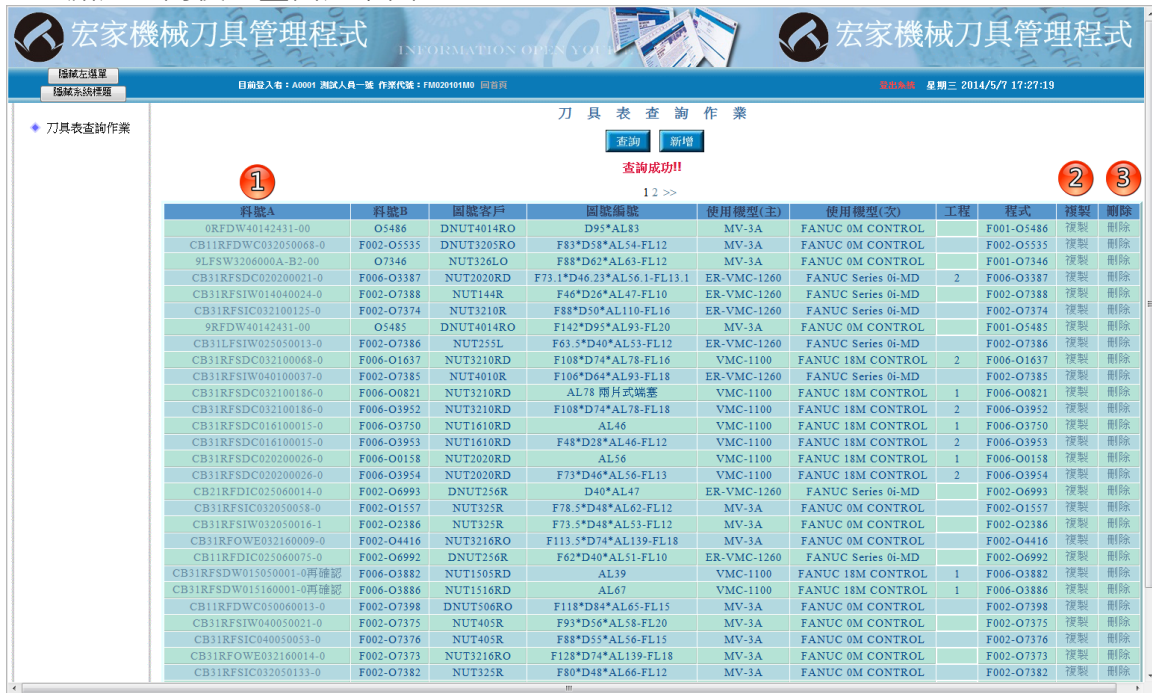 宏家機械刀具管理程式 INFORMATION OPEN YOU 宏家機械刀具管理程式
隱藏左選單
隱藏系統標題
目前登入者：A0001 測試人員一號 作業代號：FM020101M0 回首頁 登出系統 星期三 2014/5/7 17:27:19
刀具表查詢作業
刀 具 表 查 詢 作 業
查詢 新增
查詢成功!!
1 2 3
1 2 >>
料號A 料號B 圖號客戶 圖號編號 使用機型(主) 使用機型(次) 工程 程式 複製 刪除
0RFDW40142431-00 O5486 DNUT4014RO D95*AL83 MV-3A FANUC 0M CONTROL F001-O5486 複製 刪除
CB11RFDWC032050068-0 F002-O5535 DNUT3205RO F83*D58*AL54-FL12 MV-3A FANUC 0M CONTROL F002-O5535 複製 刪除
9LFSW3206000A-B2-00 O7346 NUT326LO F88*D62*AL63-FL12 MV-3A FANUC 0M CONTROL F001-O7346 複製 刪除
CB31RFSDC020200021-0 F006-O3387 NUT2020RD F73.1*D46.23*AL56.1-FL13.1 ER-VMC-1260 FANUC Series 0i-MD 2 F006-O3387 複製 刪除
CB31RFSIW014040024-0 F002-O7388 NUT144R F46*D26*AL47-FL10 ER-VMC-1260 FANUC Series 0i-MD F002-O7388 複製 刪除
CB31RFSIC032100125-0 F002-O7374 NUT3210R F88*D50*AL110-FL16 ER-VMC-1260 FANUC Series 0i-MD F002-O7374 複製 刪除
9RFDW40142431-00 O5485 DNUT4014RO F142*D95*AL93-FL20 MV-3A FANUC 0M CONTROL F001-O5485 複製 刪除
CB31LFSIW025050013-0 F002-O7386 NUT255L F63.5*D40*AL53-FL12 ER-VMC-1260 FANUC Series 0i-MD F002-O7386 複製 刪除
CB31RFSDC032100068-0 F006-O1637 NUT3210RD F108*D74*AL78-FL16 VMC-1100 FANUC 18M CONTROL 2 F006-O1637 複製 刪除
CB31RFSIW040100037-0 F002-O7385 NUT4010R F106*D64*AL93-FL18 ER-VMC-1260 FANUC Series 0i-MD F002-O7385 複製 刪除
CB31RFSDC032100186-0 F006-O0821 NUT3210RD AL78 兩片式端塞 VMC-1100 FANUC 18M CONTROL 1 F006-O0821 複製 刪除
CB31RFSDC032100186-0 F006-O3952 NUT3210RD F108*D74*AL78-FL18 VMC-1100 FANUC 18M CONTROL 2 F006-O3952 複製 刪除
CB31RFSDC016100015-0 F006-O3750 NUT1610RD AL46 VMC-1100 FANUC 18M CONTROL 1 F006-O3750 複製 刪除
CB31RFSDC016100015-0 F006-O3953 NUT1610RD F48*D28*AL46-FL12 VMC-1100 FANUC 18M CONTROL 2 F006-O3953 複製 刪除
CB31RFSDC020200026-0 F006-O0158 NUT2020RD AL56 VMC-1100 FANUC 18M CONTROL 1 F006-O0158 複製 刪除
CB31RFSDC020200026-0 F006-O3954 NUT2020RD F73*D46*AL56-FL13 VMC-1100 FANUC 18M CONTROL 2 F006-O3954 複製 刪除
CB21RFDIC025060014-0 F002-O6993 DNUT256R D40*AL47 ER-VMC-1260 FANUC Series 0i-MD F002-O6993 複製 刪除
CB31RFSIC032050058-0 F002-O1557 NUT325R F78.5*D48*AL62-FL12 MV-3A FANUC 0M CONTROL F002-O1557 複製 刪除
CB31RFSIW032050016-1 F002-O2386 NUT325R F73.5*D48*AL53-FL12 MV-3A FANUC 0M CONTROL F002-O2386 複製 刪除
CB31RFOWE032160009-0 F002-O4416 NUT3216RO F113.5*D74*AL139-FL18 MV-3A FANUC 0M CONTROL F002-O4416 複製 刪除
CB11RFDIC025060075-0 F002-O6992 DNUT256R F62*D40*AL51-FL10 ER-VMC-1260 FANUC Series 0i-MD F002-O6992 複製 刪除
CB31RFSDW015050001-0再確認 F006-O3882 NUT1505RD AL39 VMC-1100 FANUC 18M CONTROL 1 F006-O3882 複製 刪除
CB31RFSDW015160001-0再確認 F006-O3886 NUT1516RD AL67 VMC-1100 FANUC 18M CONTROL 1 F006-O3886 複製 刪除
CB11RFDWC050060013-0 F002-O7398 DNUT506RO F118*D84*AL65-FL15 MV-3A FANUC 0M CONTROL F002-O7398 複製 刪除
CB31RFSIW040050021-0 F002-O7375 NUT405R F93*D56*AL58-FL20 MV-3A FANUC 0M CONTROL F002-O7375 複製 刪除
CB31RFSIC040050053-0 F002-O7376 NUT405R F88*D55*AL56-FL15 MV-3A FANUC 0M CONTROL F002-O7376 複製 刪除
CB31RFOWE032160014-0 F002-O7373 NUT3216RO F128*D74*AL139-FL18 MV-3A FANUC 0M CONTROL F002-O7373 複製 刪除
CB31RFSIC032050133-0 F002-O7382 NUT325R F80*D48*AL66-FL12 MV-3A FANUC 0M CONTROL F002-O7382 複製 刪除